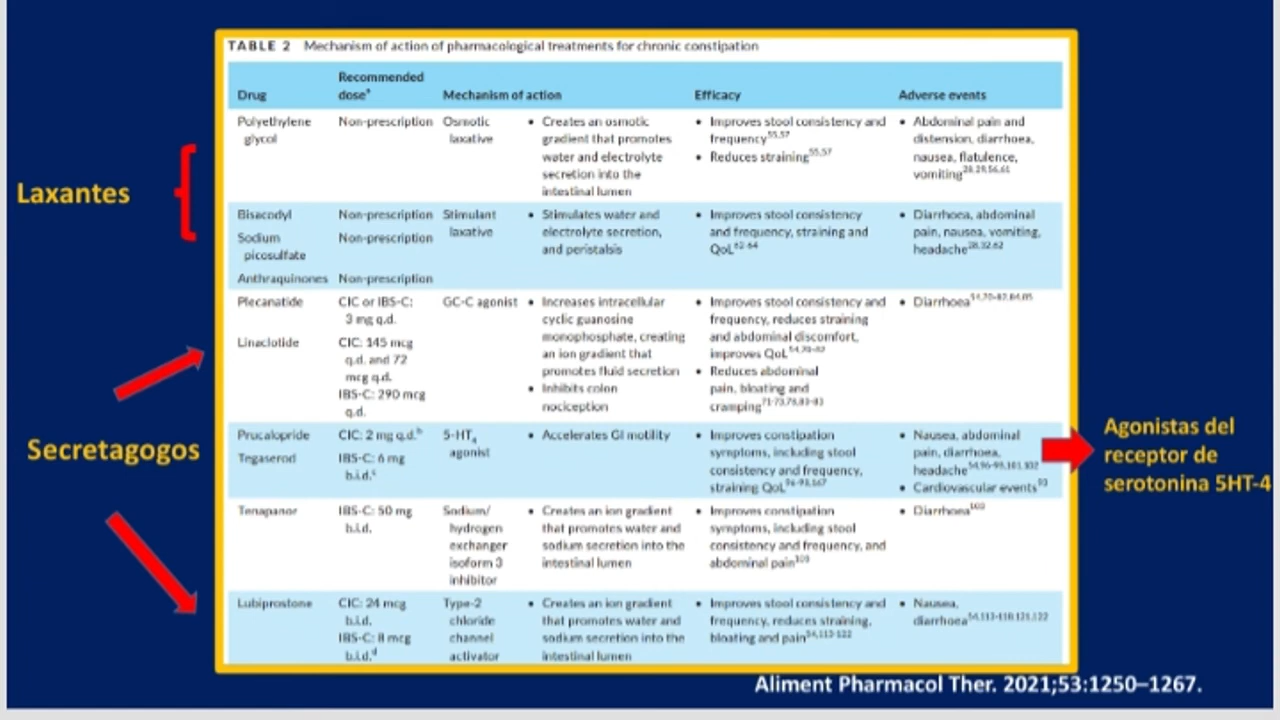 TABLE 2 Mechanism of action of pharmacological treatments for chronic constipation
Drug
Recommended
doseᵃ
Mechanism of action
Efficacy
Adverse events
Polyethylene
glycol
Non-prescription
Osmotic
laxative
• Creates an osmotic
gradient that promotes
water and electrolyte
secretion into the
intestinal lumen
• Improves stool consistency and
frequency55,57
• Reduces straining55,57
• Abdominal pain and
distension, diarrhoea,
nausea, flatulence,
vomiting
Laxantes
Bisacodyl
Non-prescription
Sodium
picosulfate
Non-prescription
Anthraquinones
Non-prescription
Stimulant
laxative
• Stimulates water and
electrolyte secretion,
and peristalsis
• Improves stool consistency
and frequency, straining and
QoL62-64
• Diarrhoea, abdominal
pain, nausea, vomiting,
headache
Plecanatide
CIC or IBS-C:
3 mg q.d.
Linaclotide
CIC: 145 mcg
q.d. and 72
mcg q.d.
IBS-C: 290 mcg
q.d.
GC-C agonist
• Increases intracellular
cyclic guanosine
monophosphate, creating
an ion gradient that
promotes fluid secretion
• Inhibits colon
nociception
• Improves stool consistency and
frequency, reduces straining
and abdominal discomfort,
improves QoL
• Reduces abdominal
pain, bloating and
cramping
• Diarrhoea
Secretagogos
Prucalopride
CIC: 2 mg q.d.ᵇ
Tegaserod
IBS-C: 6 mg
b.i.d.ᶜ
5-HT₄
agonist
• Accelerates GI motility
• Improves constipation
symptoms, including stool
consistency and frequency,
straining QoL
• Nausea, abdominal
pain, diarrhoea,
headache
• Cardiovascular events
Agonistas del
receptor de
serotonina 5HT-4
Tenapanor
IBS-C: 50 mg
b.i.d.
Sodium/
hydrogen
exchanger
isoform 3
inhibitor
• Creates an ion gradient
that promotes water and
sodium secretion into the
intestinal lumen
• Improves constipation
symptoms, including stool
consistency and frequency, and
abdominal pain
• Diarrhoea
Lubiprostone
CIC: 24 mcg
b.i.d.
IBS-C: 8 mcg
b.i.d.ᵈ
Type-2
chloride
channel
activator
• Creates an ion gradient
that promotes water and
sodium secretion into the
intestinal lumen
• Improves stool consistency and
frequency, reduces straining,
bloating and pain
• Nausea,
diarrhoea
Aliment Pharmacol Ther. 2021;53:1250–1267.